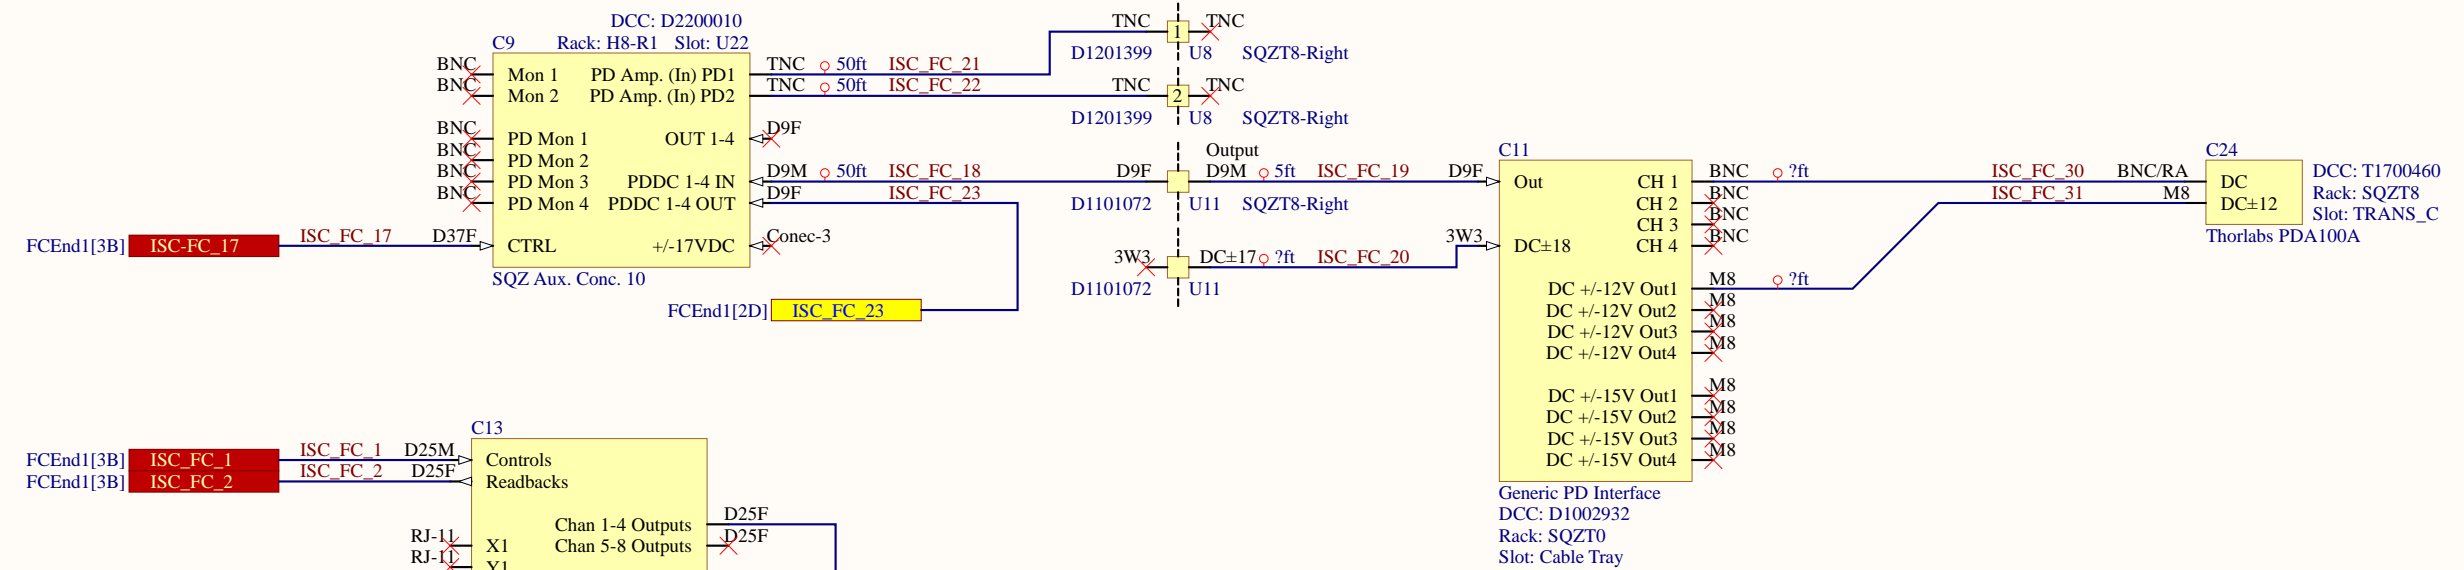 DCC: D2200010
C9 Rack: H8-R1 Slot: U22
BNC Mon 1 PD Amp. (In) PD1 TNC 50ft ISC_FC_21
BNC Mon 2 PD Amp. (In) PD2 TNC 50ft ISC_FC_22
BNC PD Mon 1 OUT 1-4 D9F
BNC PD Mon 2
BNC PD Mon 3 PDDC 1-4 IN D9M 50ft ISC_FC_18
BNC PD Mon 4 PDDC 1-4 OUT D9F ISC_FC_23
FCEnd1[3B] ISC-FC_17 ISC_FC_17 D37F CTRL +/-17VDC Conec-3
SQZ Aux. Conc. 10
FCEnd1[2D] ISC_FC_23
TNC 1 TNC
D1201399 U8 SQZT8-Right
TNC 2 TNC
D1201399 U8 SQZT8-Right
Output
D9F D9M 5ft ISC_FC_19 D9F
D1101072 U11 SQZT8-Right
3W3 DC±17 ?ft ISC_FC_20 3W3
D1101072 U11
C11
Out CH 1 BNC ?ft ISC_FC_30 BNC/RA
CH 2 BNC ISC_FC_31 M8
CH 3 BNC
DC±18 CH 4 BNC
DC +/-12V Out1 M8 ?ft
DC +/-12V Out2 M8
DC +/-12V Out3 M8
DC +/-12V Out4 M8
DC +/-15V Out1 M8
DC +/-15V Out2 M8
DC +/-15V Out3 M8
DC +/-15V Out4 M8
Generic PD Interface
DCC: D1002932
Rack: SQZT0
Slot: Cable Tray
C24
DC DCC: T1700460
DC±12 Rack: SQZT8
Slot: TRANS_C
Thorlabs PDA100A
C13
FCEnd1[3B] ISC_FC_1 ISC_FC_1 D25M Controls
FCEnd1[3B] ISC_FC_2 ISC_FC_2 D25F Readbacks
Chan 1-4 Outputs D25F
RJ-11 X1 Chan 5-8 Outputs D25F
RJ-11 Y1